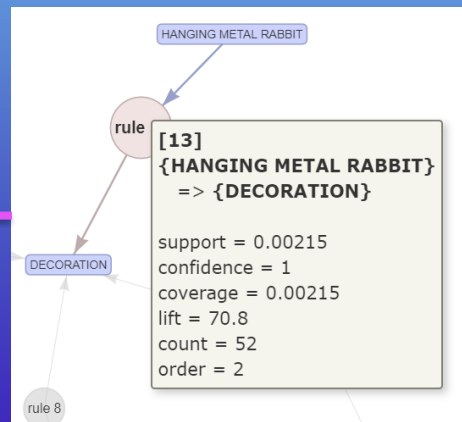 HANGING METAL RABBIT
rule
[13]
{HANGING METAL RABBIT}
=> {DECORATION}
support = 0.00215
confidence = 1
coverage = 0.00215
lift = 70.8
count = 52
order = 2
DECORATION
rule 8